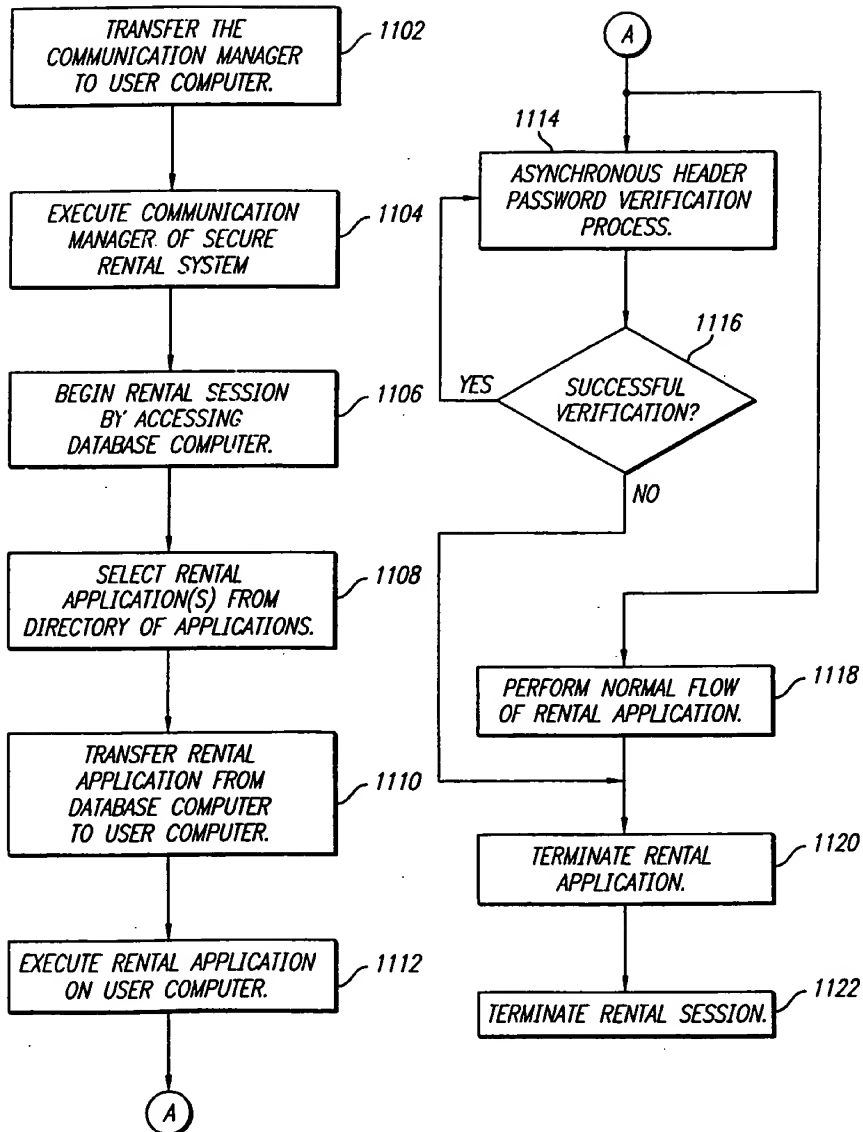 TRANSFER THE
COMMUNICATION MANAGER
TO USER COMPUTER.
1102
EXECUTE COMMUNICATION
MANAGER OF SECURE
RENTAL SYSTEM
1104
BEGIN RENTAL SESSION
BY ACCESSING
DATABASE COMPUTER.
1106
SELECT RENTAL
APPLICATION(S) FROM
DIRECTORY OF APPLICATIONS.
1108
TRANSFER RENTAL
APPLICATION FROM
DATABASE COMPUTER
TO USER COMPUTER.
1110
EXECUTE RENTAL APPLICATION
ON USER COMPUTER.
1112
A
A
1114
ASYNCHRONOUS HEADER
PASSWORD VERIFICATION
PROCESS.
1116
YES
SUCCESSFUL
VERIFICATION?
NO
PERFORM NORMAL FLOW
OF RENTAL APPLICATION.
1118
TERMINATE RENTAL
APPLICATION.
1120
TERMINATE RENTAL SESSION.
1122